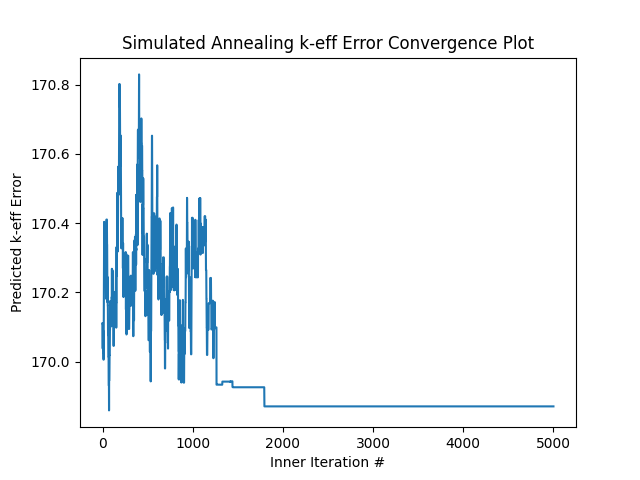 Simulated Annealing k-eff Error Convergence Plot
170.8
170.6
170.4
170.2
170.0
Predicted k-eff Error
0 1000 2000 3000 4000 5000
Inner Iteration #